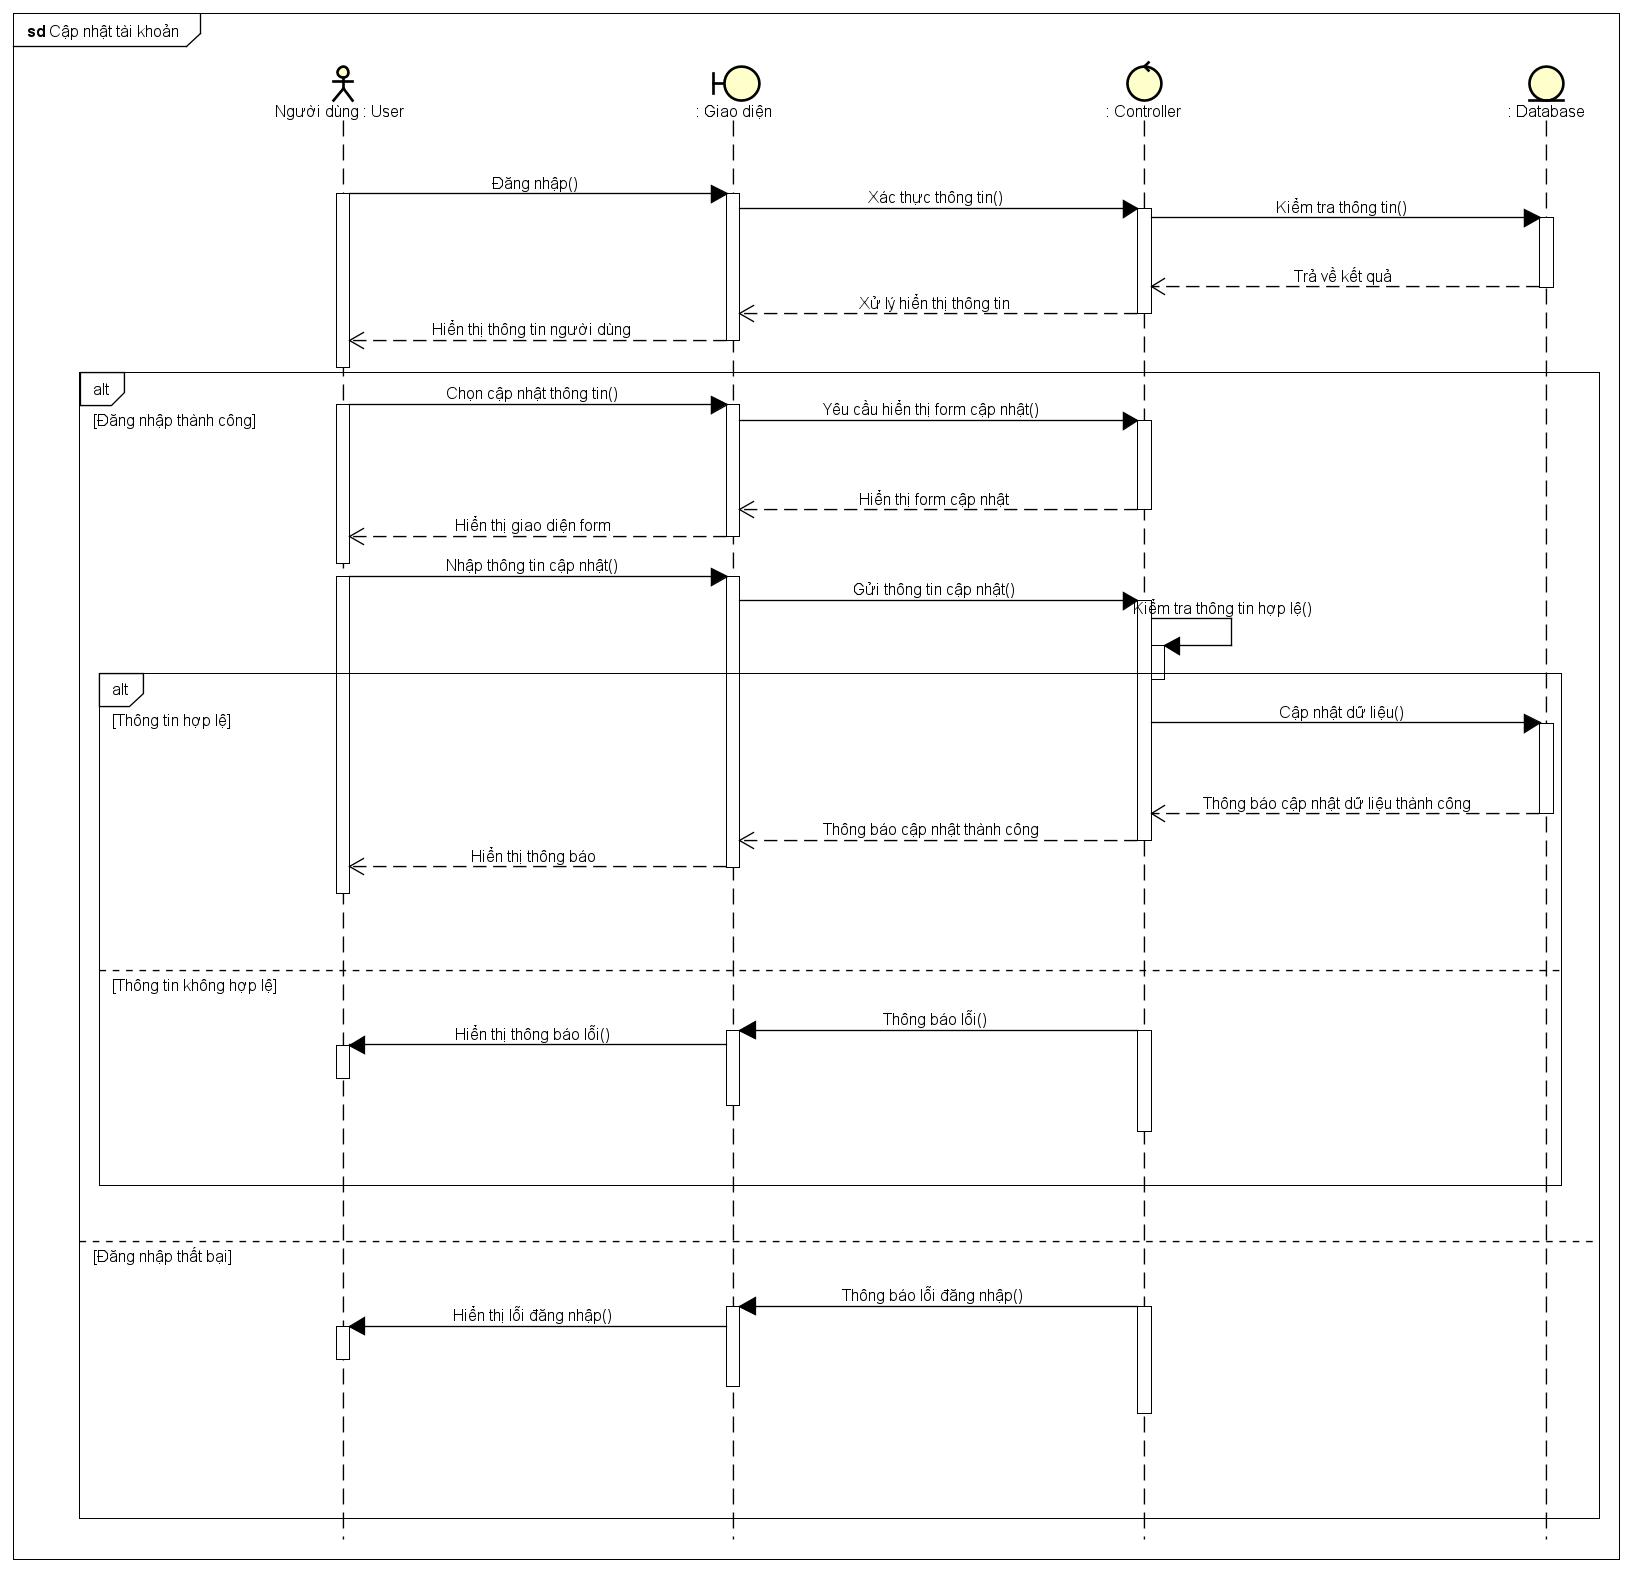 sd Cập nhật tài khoản
Người dùng : User
: Giao diện
: Controller
: Database
Đăng nhập()
Xác thực thông tin()
Kiểm tra thông tin()
Trả về kết quả
Xử lý hiển thị thông tin
Hiển thị thông tin người dùng
alt
Chọn cập nhật thông tin()
Yêu cầu hiển thị form cập nhật()
[Đăng nhập thành công]
Hiển thị form cập nhật
Hiển thị giao diện form
Nhập thông tin cập nhật()
Gửi thông tin cập nhật()
Kiểm tra thông tin hợp lệ()
alt
Cập nhật dữ liệu()
[Thông tin hợp lệ]
Thông báo cập nhật dữ liệu thành công
Thông báo cập nhật thành công
Hiển thị thông báo
[Thông tin không hợp lệ]
Thông báo lỗi()
Hiển thị thông báo lỗi()
[Đăng nhập thất bại]
Thông báo lỗi đăng nhập()
Hiển thị lỗi đăng nhập()